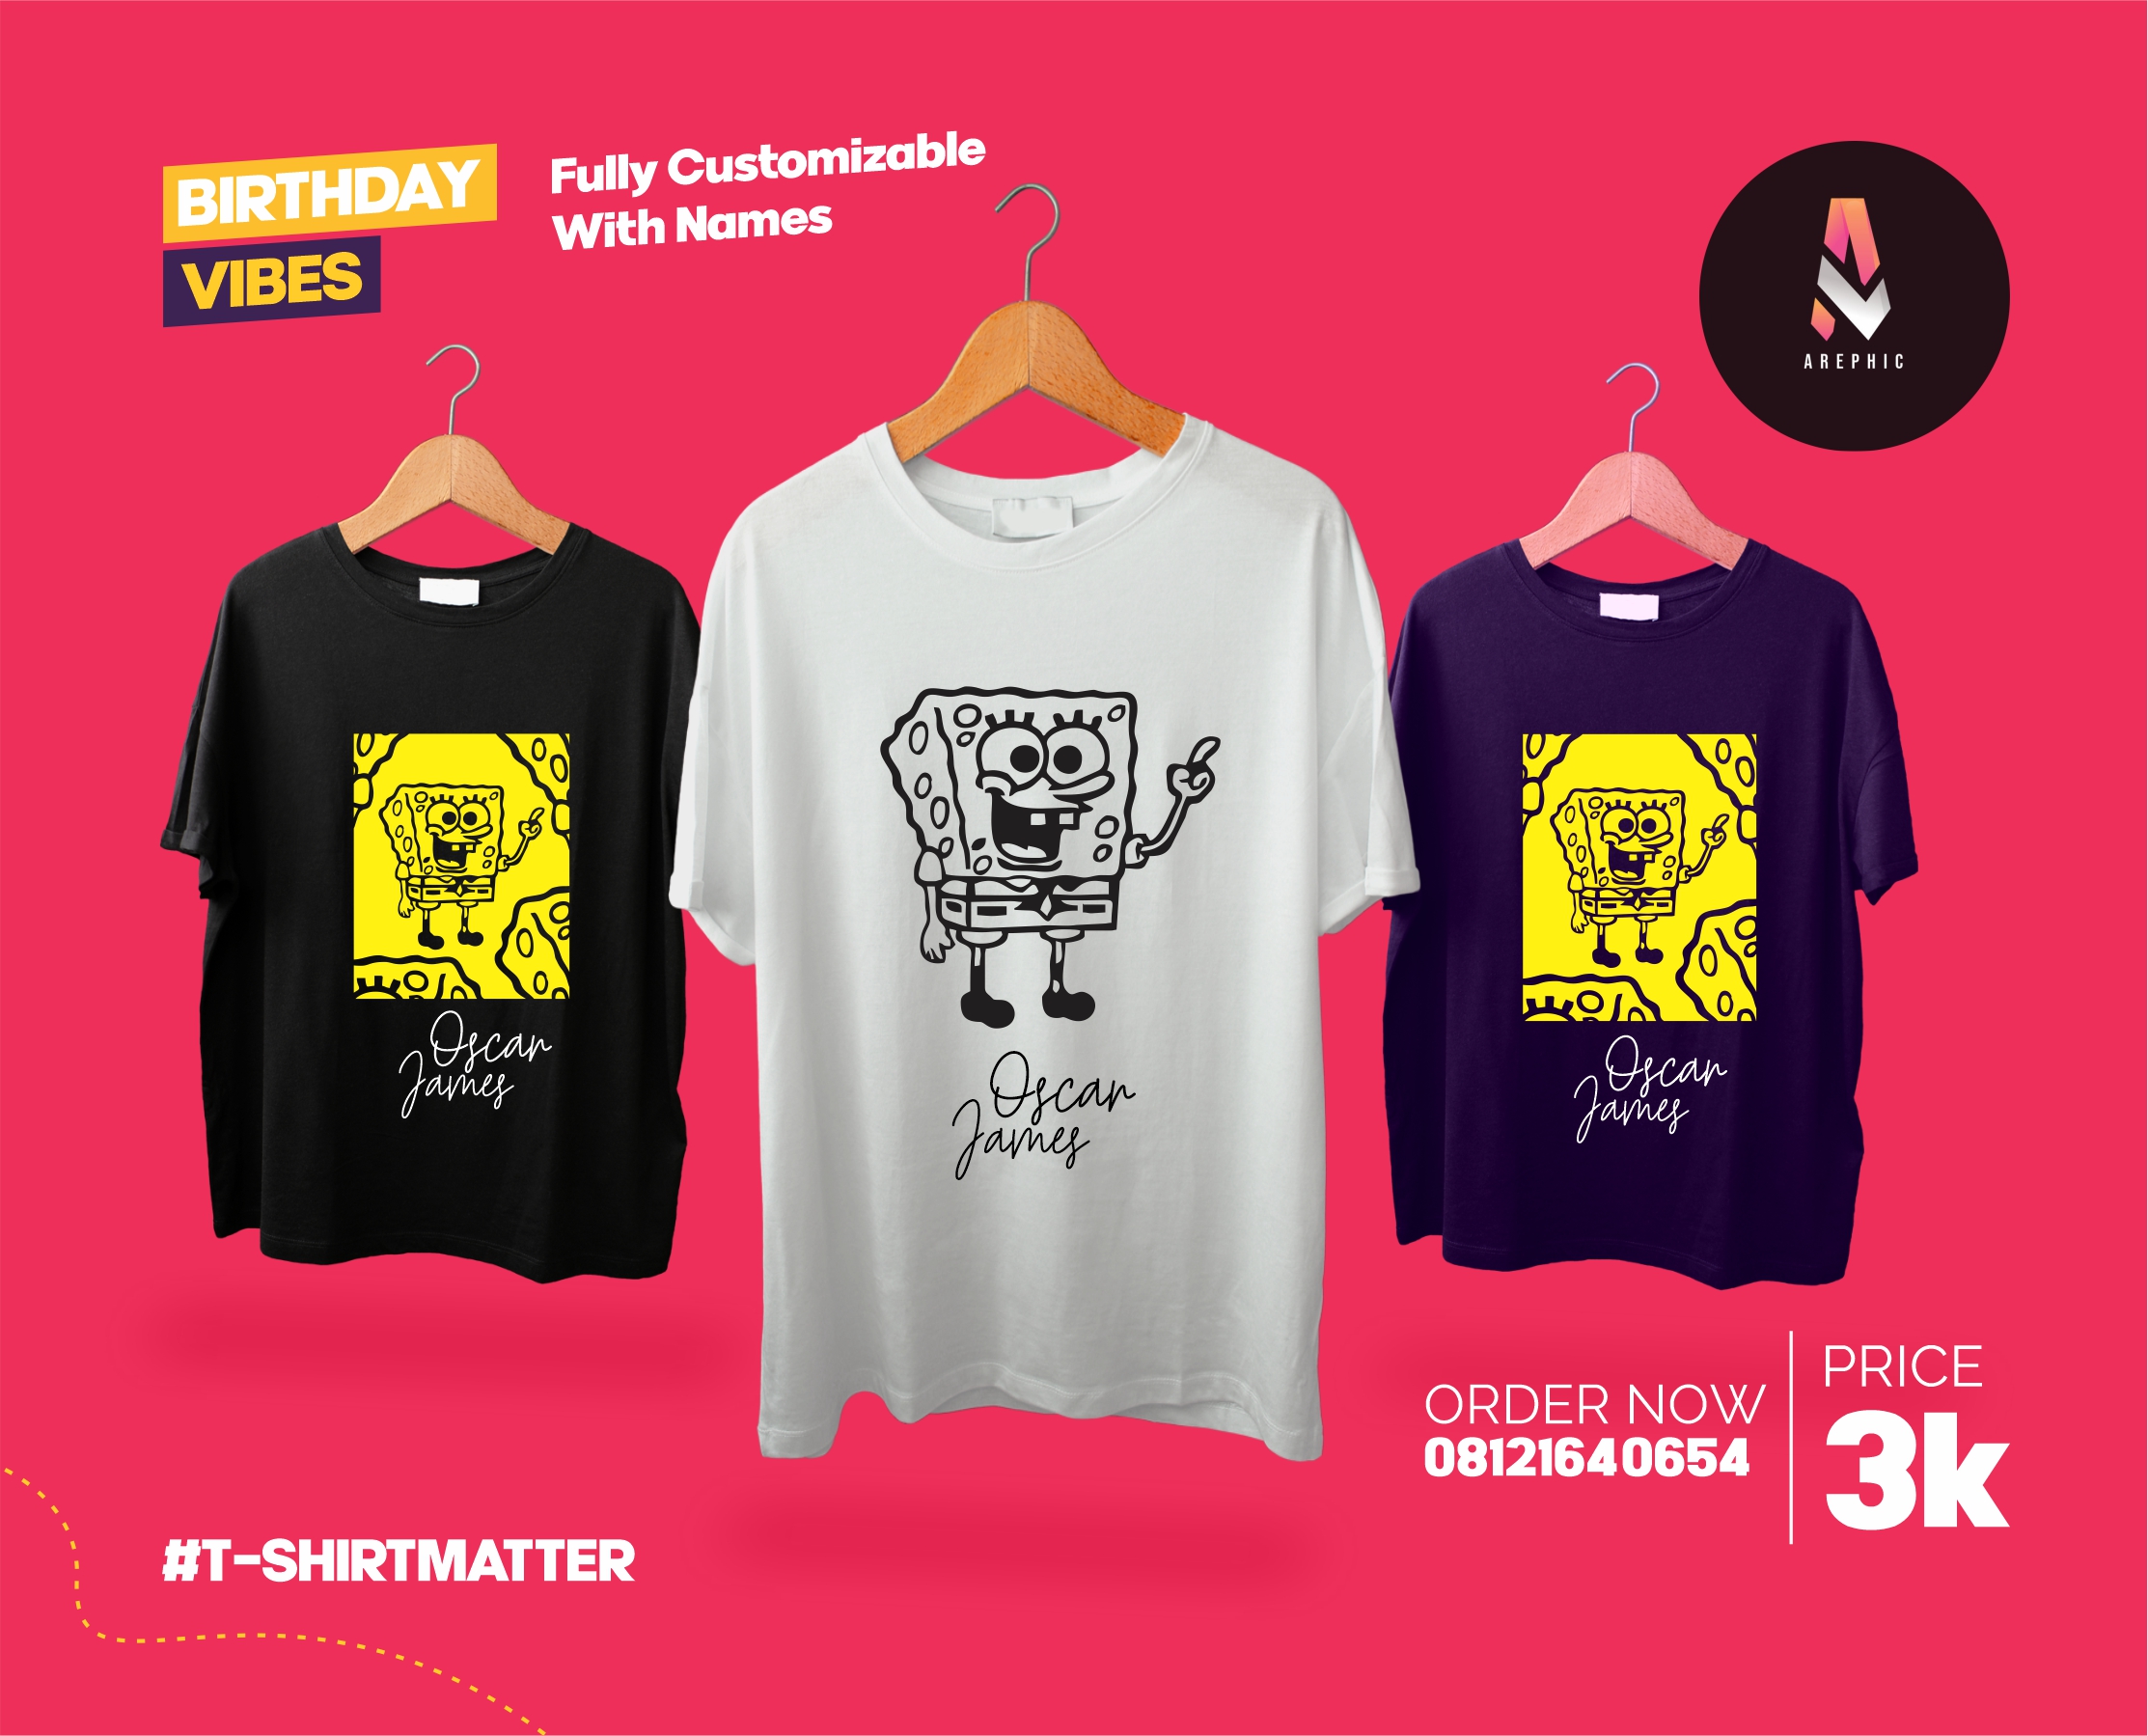 BIRTHDAY
VIBES
Fully Customizable
With Names
AREPHIC
Oscar
James
Oscar
James
Oscar
James
ORDER NOW
08121640654
PRICE
3k
#T-SHIRTMATTER